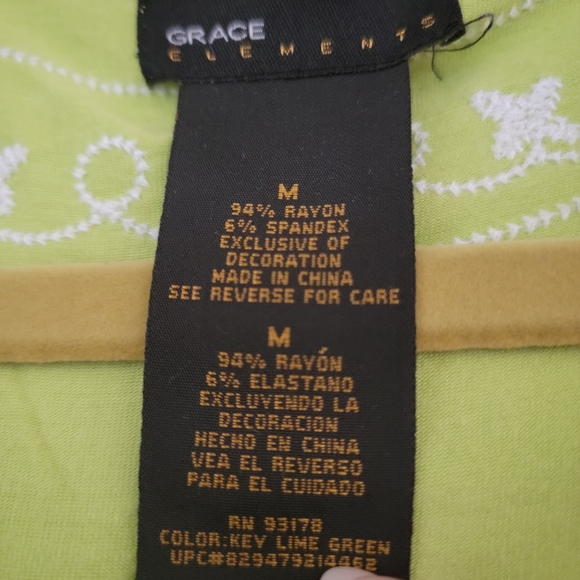 GRACE
ELEMENTS
M
94% RAYON
6% SPANDEX
EXCLUSIVE OF
DECORATION
MADE IN CHINA
SEE REVERSE FOR CARE
M
94% RAYÓN
6% ELASTANO
EXCLUYENDO LA
DECORACION
HECHO EN CHINA
VEA EL REVERSO
PARA EL CUIDADO
RN 93178
COLOR:KEY LIME GREEN
UPC#829479214462